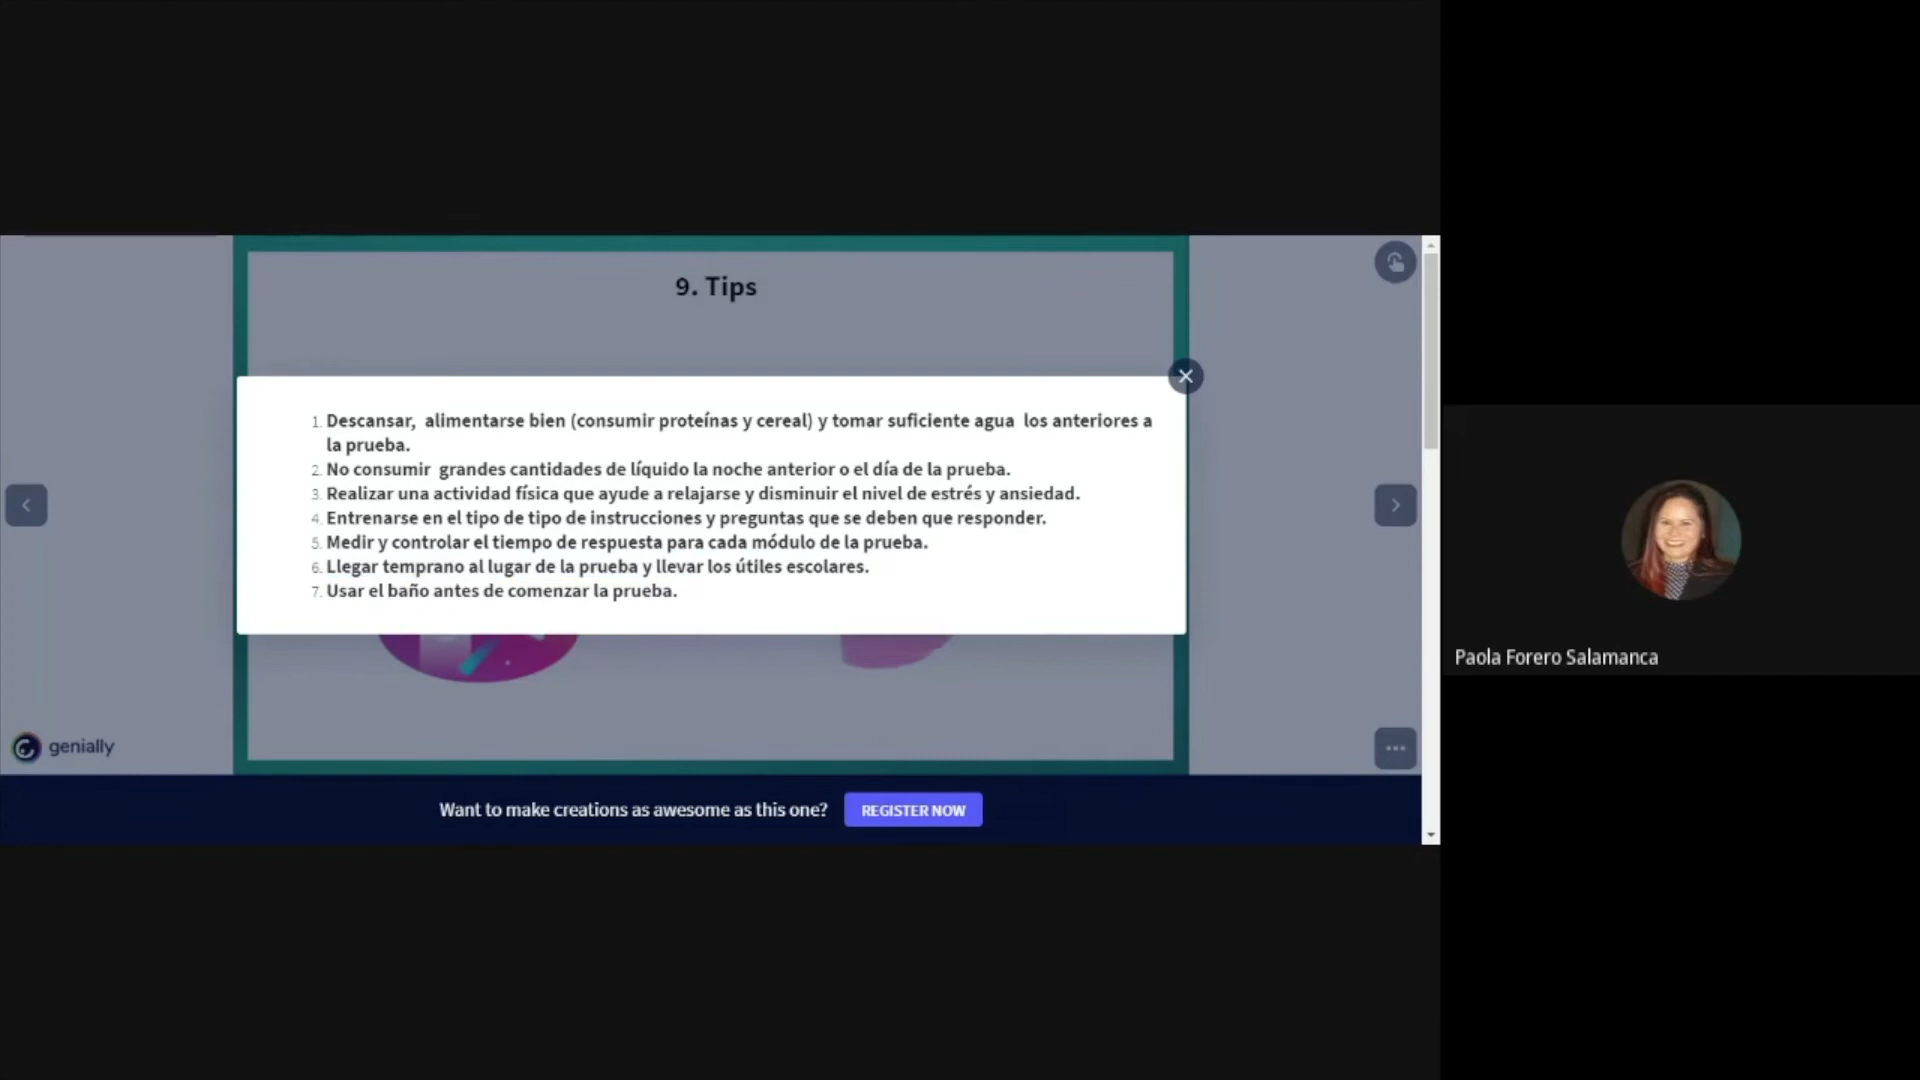 9. Tips
1. Descansar, alimentarse bien (consumir proteínas y cereal) y tomar suficiente agua los anteriores a
la prueba.
2. No consumir grandes cantidades de líquido la noche anterior o el día de la prueba.
3. Realizar una actividad física que ayude a relajarse y disminuir el nivel de estrés y ansiedad.
4. Entrenarse en el tipo de tipo de instrucciones y preguntas que se deben que responder.
5. Medir y controlar el tiempo de respuesta para cada módulo de la prueba.
6. Llegar temprano al lugar de la prueba y llevar los útiles escolares.
7. Usar el baño antes de comenzar la prueba.
genially
Want to make creations as awesome as this one? REGISTER NOW
Paola Forero Salamanca